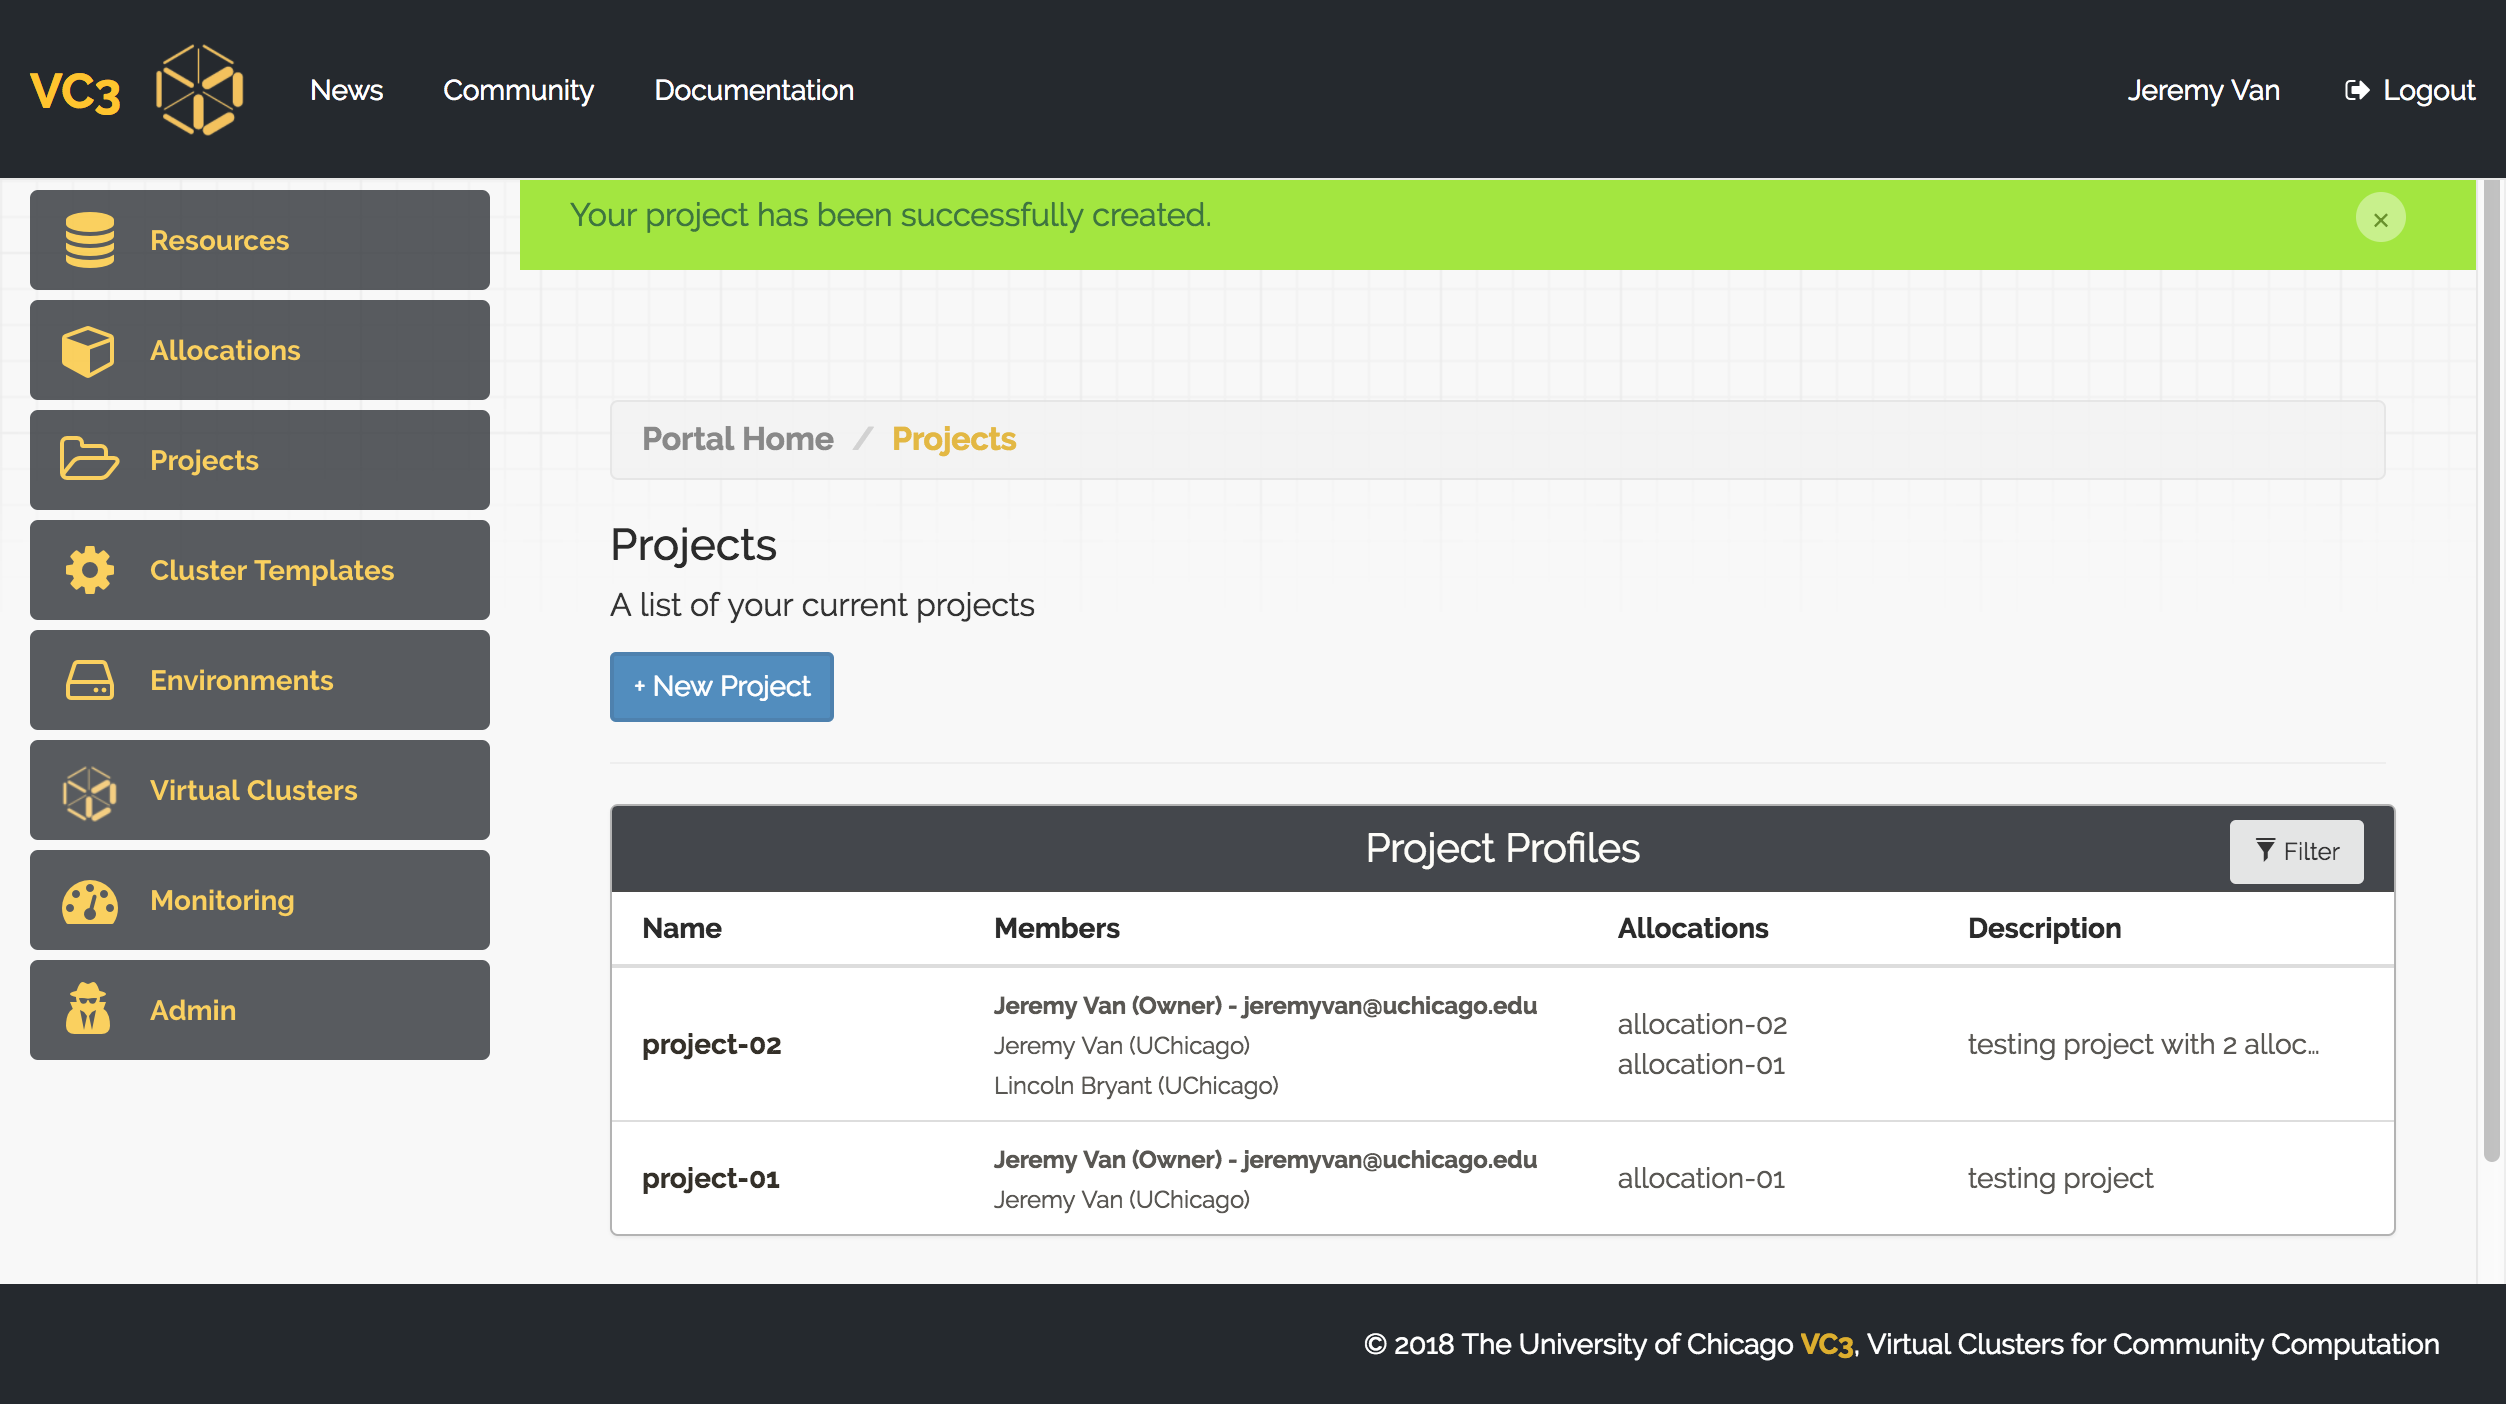 VC3 News Community Documentation Jeremy Van Logout
Your project has been successfully created. ×
Resources
Allocations
Projects
Cluster Templates
Environments
Virtual Clusters
Monitoring
Admin
Portal Home / Projects
Projects
A list of your current projects
+ New Project
Project Profiles Filter
Name Members Allocations Description
project-02
Jeremy Van (Owner) - jeremyvan@uchicago.edu
Jeremy Van (UChicago)
Lincoln Bryant (UChicago)
allocation-02
allocation-01
testing project with 2 alloc...
project-01
Jeremy Van (Owner) - jeremyvan@uchicago.edu
Jeremy Van (UChicago)
allocation-01
testing project
© 2018 The University of Chicago VC3, Virtual Clusters for Community Computation